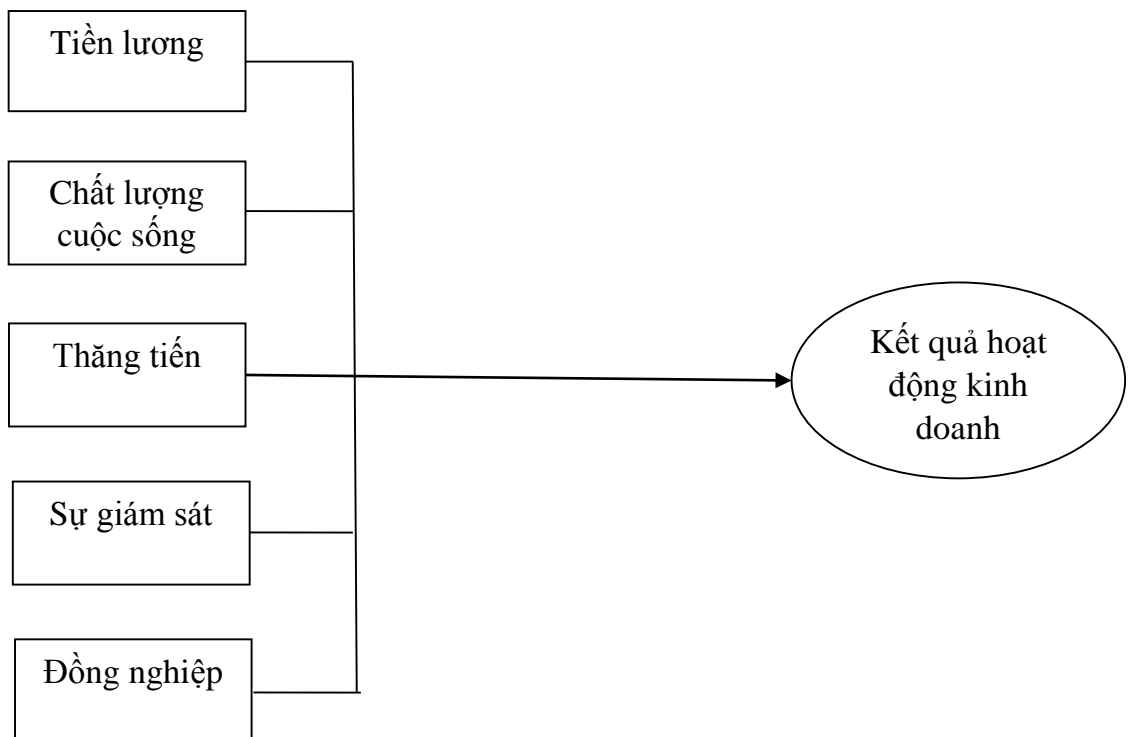 Tiền lương
Chất lượng
cuộc sống
Thăng tiến
Kết quả hoạt
động kinh
doanh
Sự giám sát
Đồng nghiệp